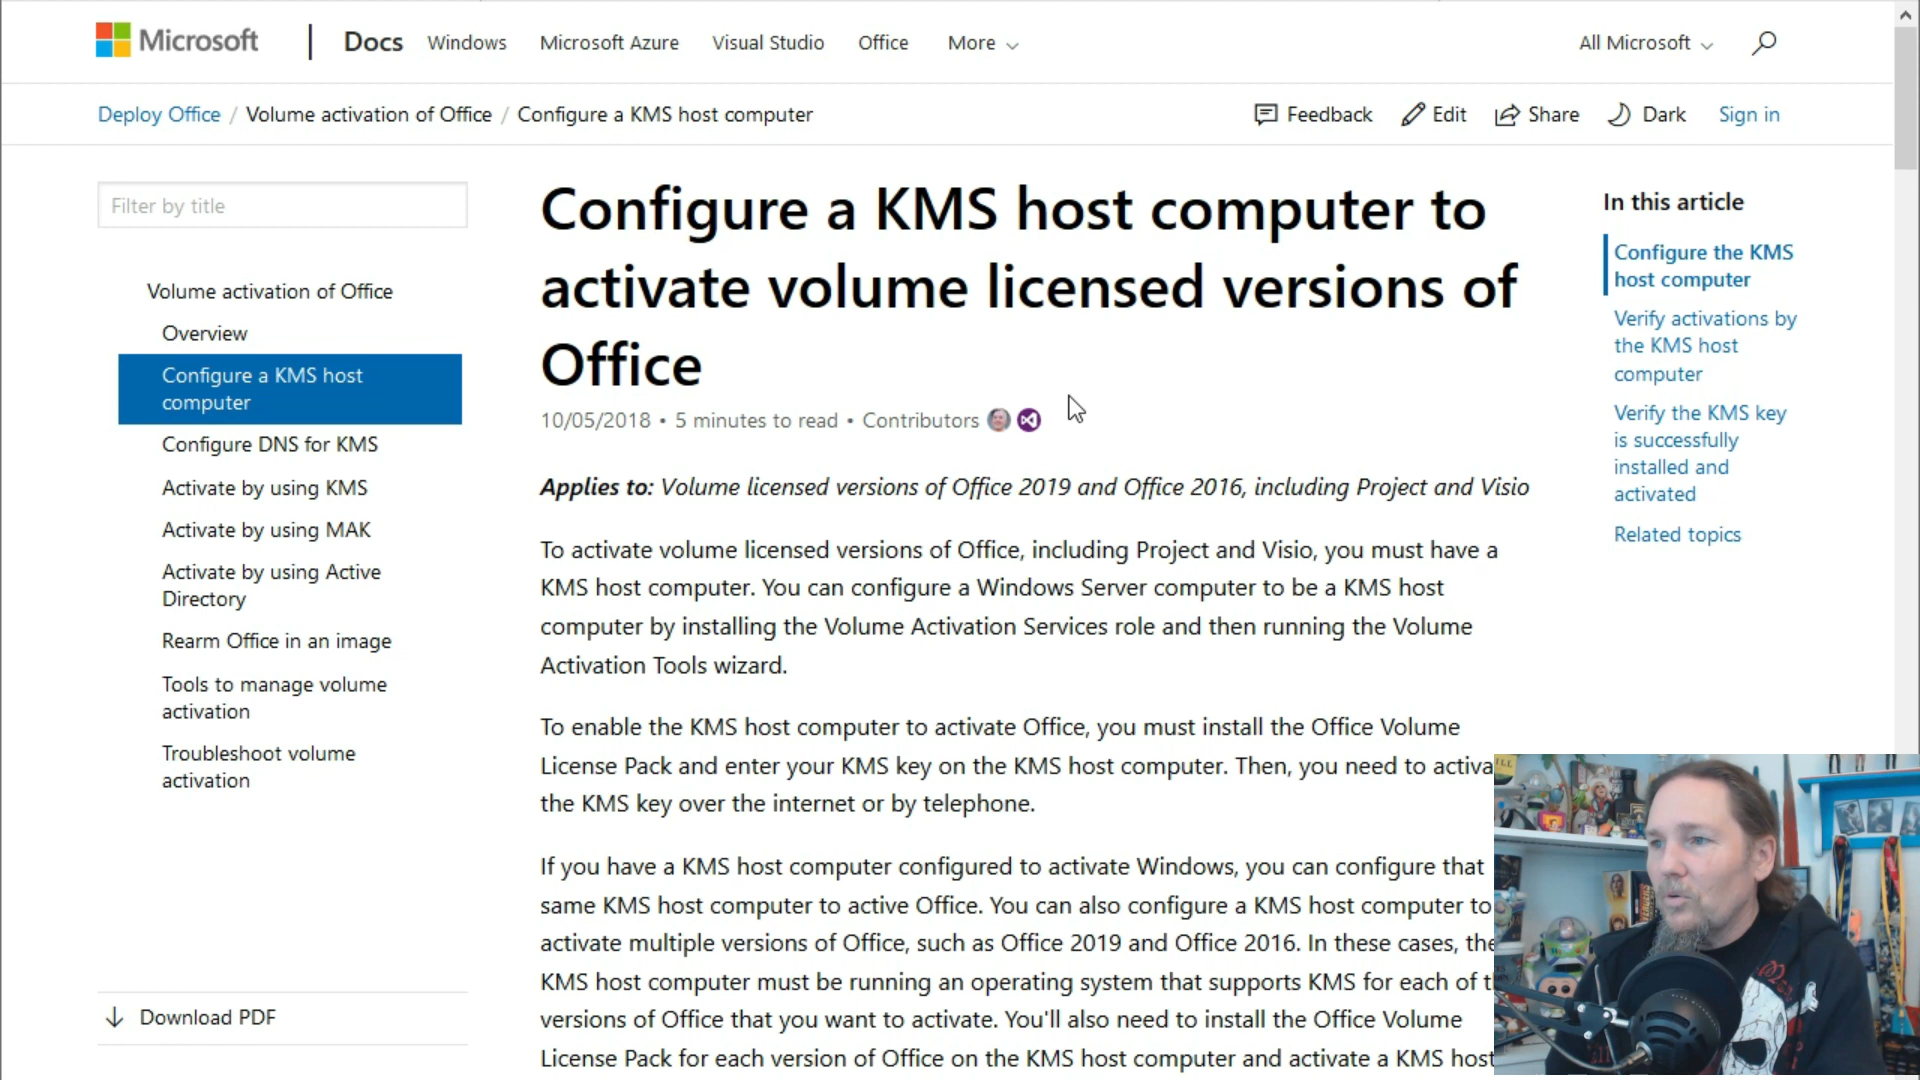 Microsoft
Docs
Windows
Microsoft Azure
Visual Studio
Office
More
All Microsoft
Deploy Office / Volume activation of Office / Configure a KMS host computer
Feedback
Edit
Share
Dark
Sign in
Filter by title
Volume activation of Office
Overview
Configure a KMS host
computer
Configure DNS for KMS
Activate by using KMS
Activate by using MAK
Activate by using Active
Directory
Rearm Office in an image
Tools to manage volume
activation
Troubleshoot volume
activation
Download PDF
Configure a KMS host computer to
activate volume licensed versions of
Office
10/05/2018 • 5 minutes to read • Contributors
Applies to: Volume licensed versions of Office 2019 and Office 2016, including Project and Visio
To activate volume licensed versions of Office, including Project and Visio, you must have a
KMS host computer. You can configure a Windows Server computer to be a KMS host
computer by installing the Volume Activation Services role and then running the Volume
Activation Tools wizard.
To enable the KMS host computer to activate Office, you must install the Office Volume
License Pack and enter your KMS key on the KMS host computer. Then, you need to activa
the KMS key over the internet or by telephone.
If you have a KMS host computer configured to activate Windows, you can configure that
same KMS host computer to active Office. You can also configure a KMS host computer to
activate multiple versions of Office, such as Office 2019 and Office 2016. In these cases, the
KMS host computer must be running an operating system that supports KMS for each of t
versions of Office that you want to activate. You'll also need to install the Office Volume
License Pack for each version of Office on the KMS host computer and activate a KMS host
In this article
Configure the KMS
host computer
Verify activations by
the KMS host
computer
Verify the KMS key
is successfully
installed and
activated
Related topics